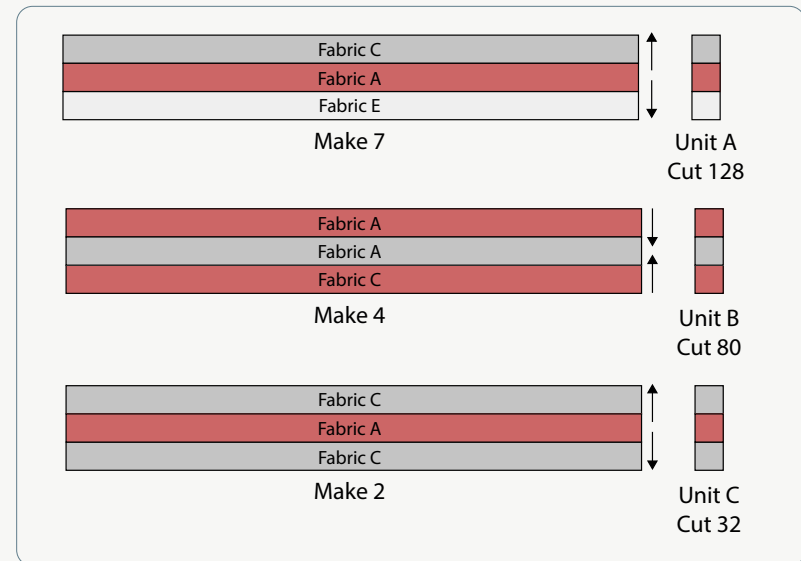 Fabric C
Fabric A
Fabric E
Make 7
Unit A
Cut 128
Fabric A
Fabric A
Fabric C
Make 4
Unit B
Cut 80
Fabric C
Fabric A
Fabric C
Make 2
Unit C
Cut 32